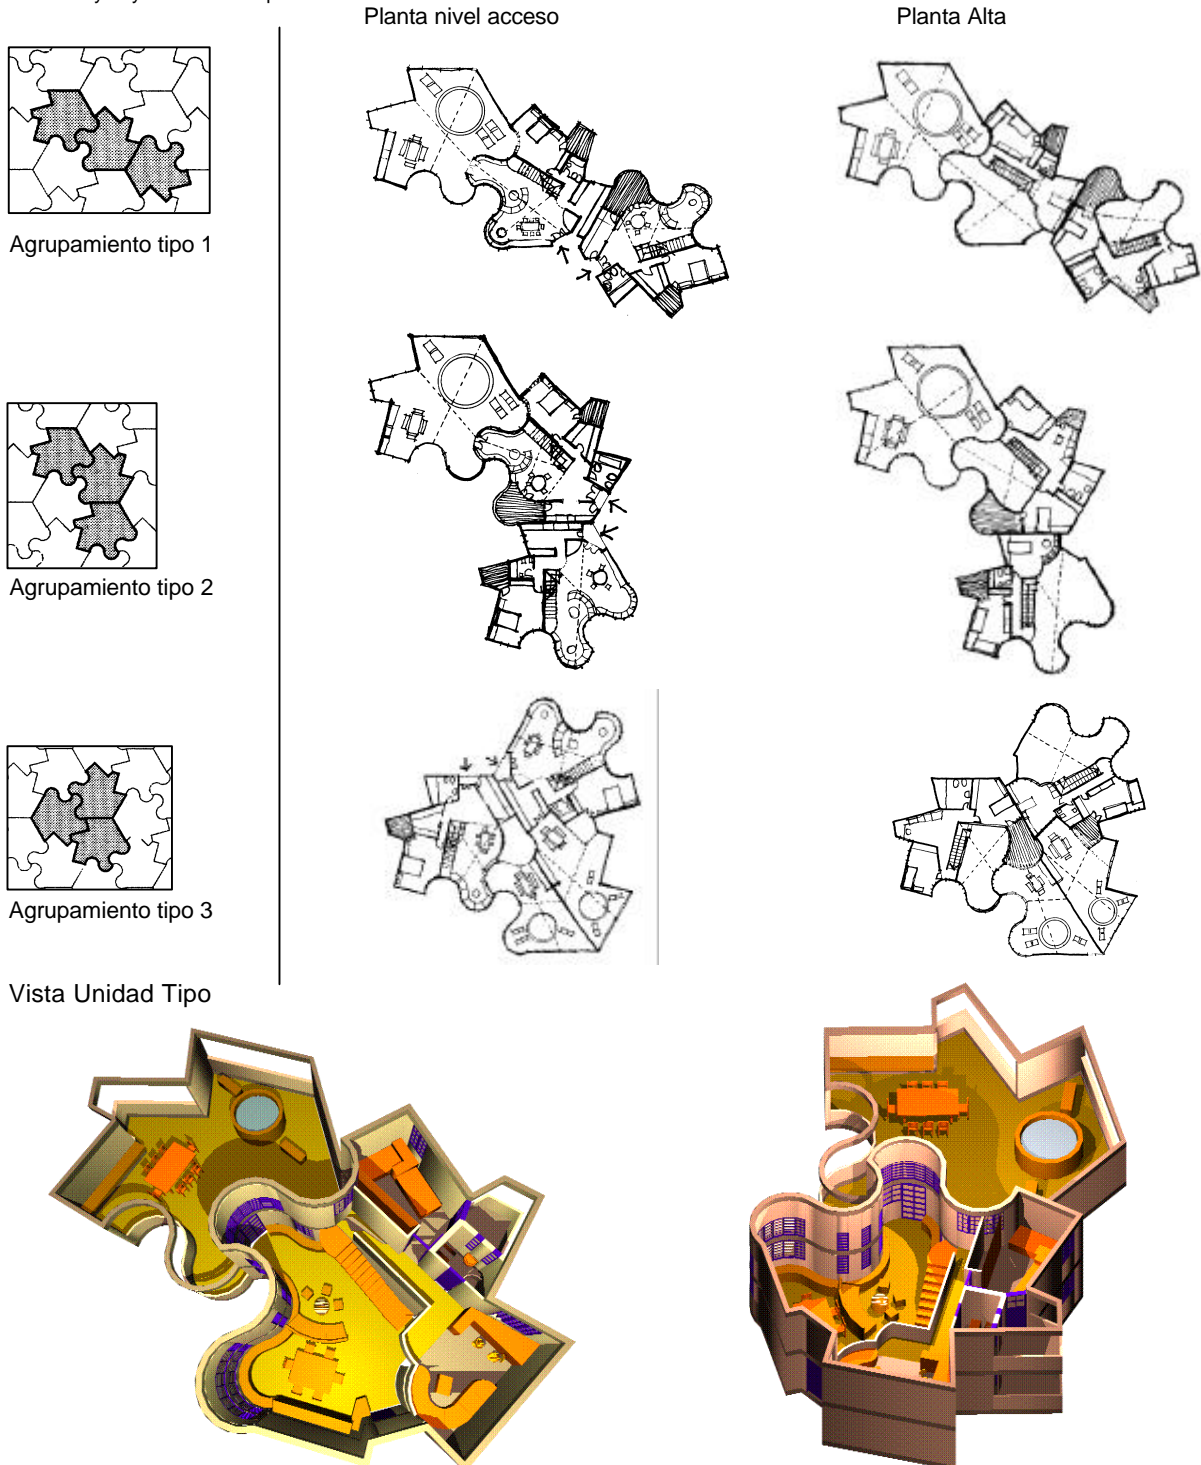 Planta nivel acceso
Planta Alta
Agrupamiento tipo 1
Agrupamiento tipo 2
Agrupamiento tipo 3
Vista Unidad Tipo